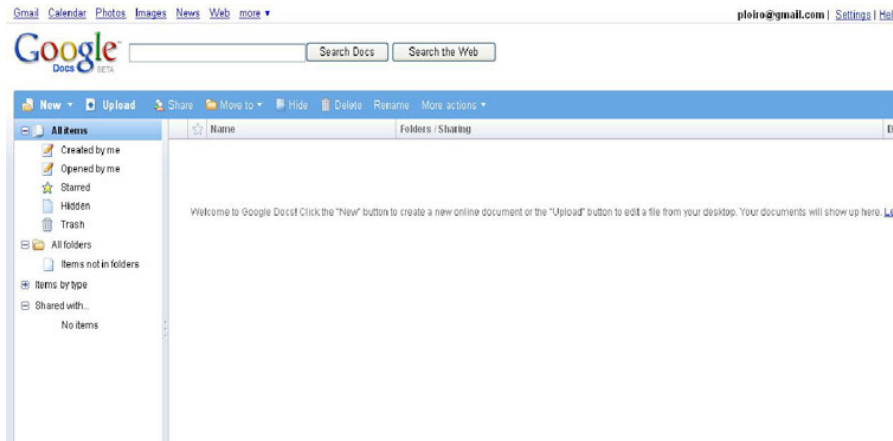 Gmail Calendar Photos Images News Web more ▼ ploiro@gmail.com | Settings | Hel
Google Docs BETA Search Docs Search the Web
New Upload Share Move to Hide Delete Rename More actions
All items Name Folders / Sharing D
Created by me
Opened by me
Starred
Hidden
Welcome to Google Docs! Click the "New" button to create a new online document or the "Upload" button to edit a file from your desktop. Your documents will show up here. Le
Trash
All folders
Items not in folders
Items by type
Shared with...
No items